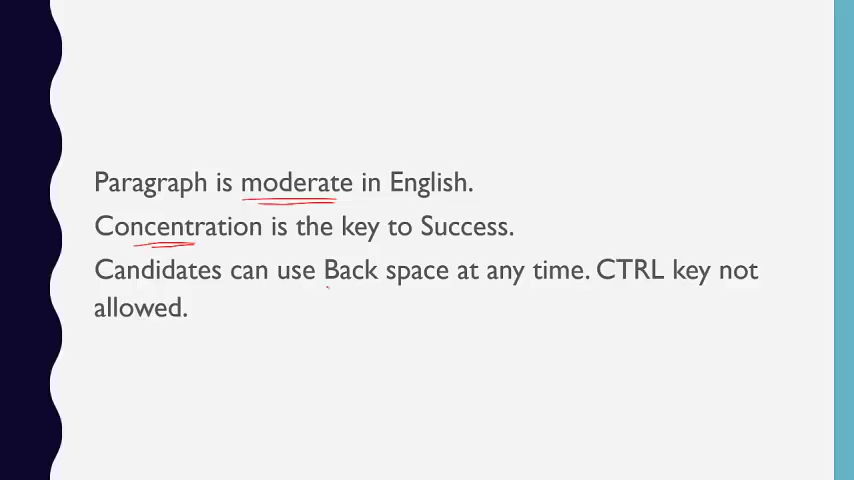 Paragraph is moderate in English.
Concentration is the key to Success.
Candidates can use Back space at any time. CTRL key not
allowed.